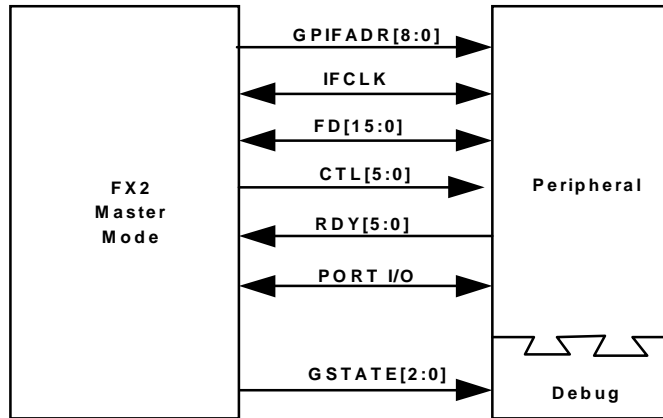 GPIFADR[8:0]
IFCLK
FD[15:0]
CTL[5:0]
FX2
Master
Mode
Peripheral
RDY[5:0]
PORT I/O
GSTATE[2:0]
Debug